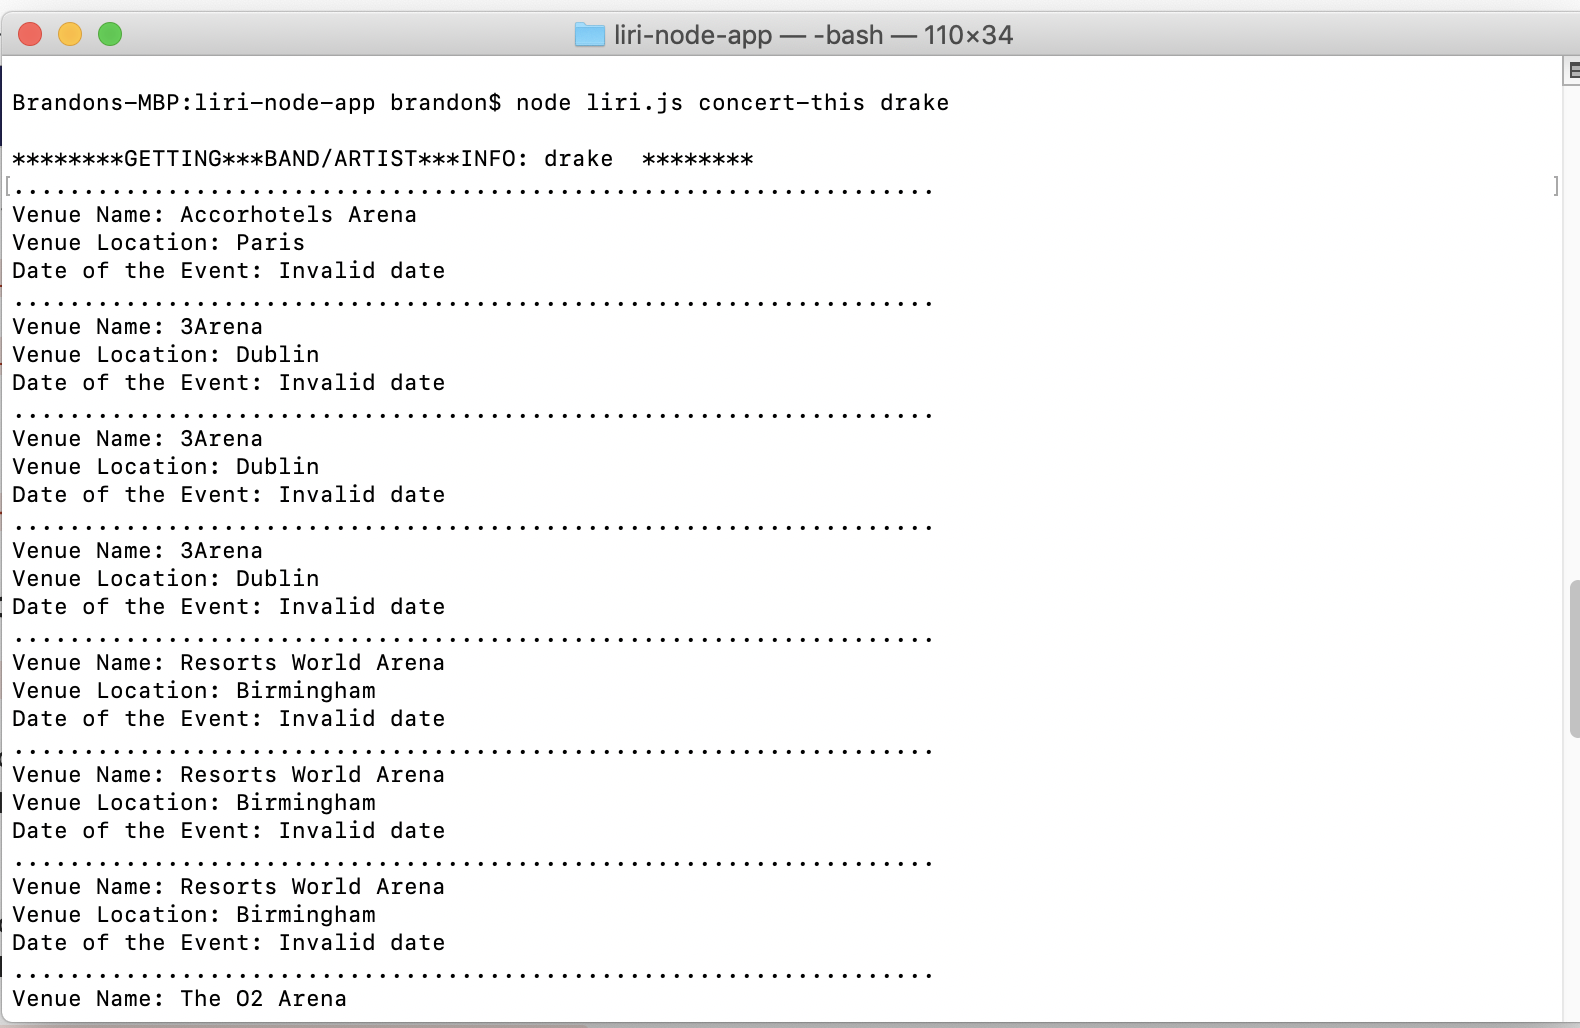 liri-node-app — -bash — 110×34
Brandons-MBP:liri-node-app brandon$ node liri.js concert-this drake
********GETTING***BAND/ARTIST***INFO: drake  ********
[..................................................................]
Venue Name: Accorhotels Arena
Venue Location: Paris
Date of the Event: Invalid date
..................................................................
Venue Name: 3Arena
Venue Location: Dublin
Date of the Event: Invalid date
..................................................................
Venue Name: 3Arena
Venue Location: Dublin
Date of the Event: Invalid date
..................................................................
Venue Name: 3Arena
Venue Location: Dublin
Date of the Event: Invalid date
..................................................................
Venue Name: Resorts World Arena
Venue Location: Birmingham
Date of the Event: Invalid date
..................................................................
Venue Name: Resorts World Arena
Venue Location: Birmingham
Date of the Event: Invalid date
..................................................................
Venue Name: Resorts World Arena
Venue Location: Birmingham
Date of the Event: Invalid date
..................................................................
Venue Name: The O2 Arena